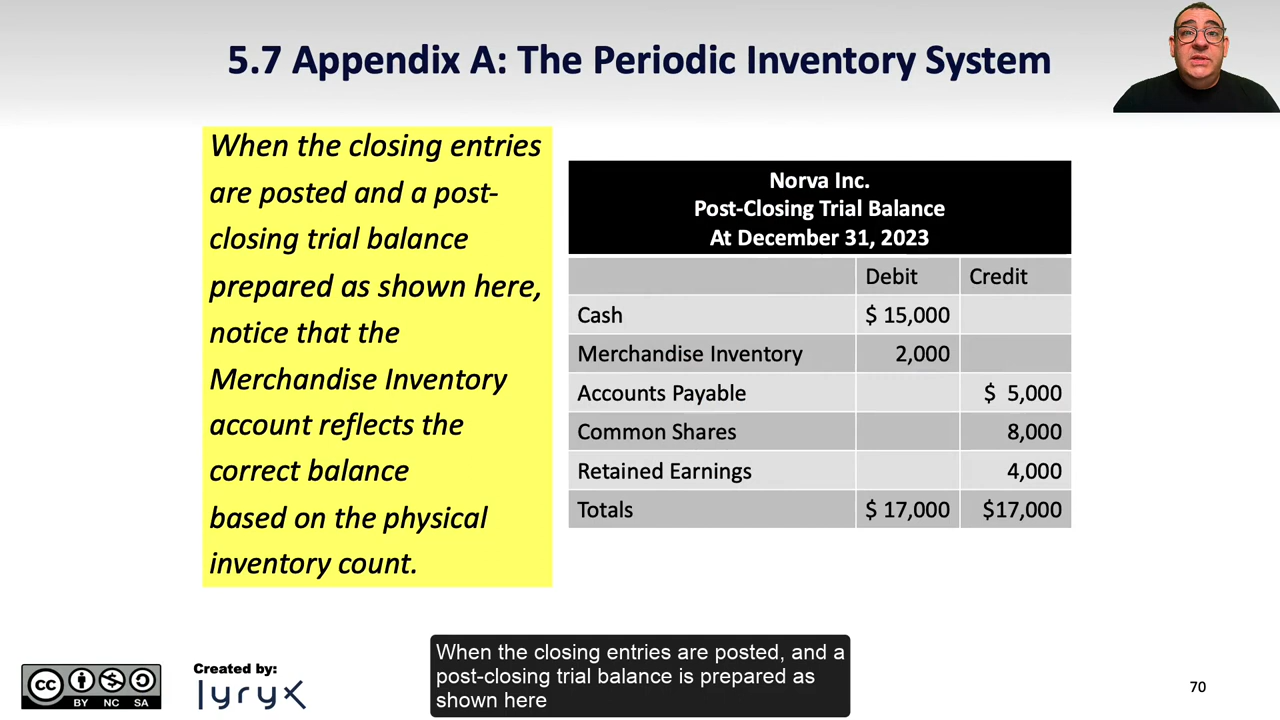 5.7 Appendix A: The Periodic Inventory System
When the closing entries
are posted and a post-
closing trial balance
prepared as shown here,
notice that the
Merchandise Inventory
account reflects the
correct balance
based on the physical
inventory count.
Norva Inc.
Post-Closing Trial Balance
At December 31, 2023
Debit Credit
Cash $ 15,000
Merchandise Inventory 2,000
Accounts Payable $ 5,000
Common Shares 8,000
Retained Earnings 4,000
Totals $ 17,000 $17,000
When the closing entries are posted, and a
post-closing trial balance is prepared as
shown here
cc
BY NC SA
Created by:
lyryx
70